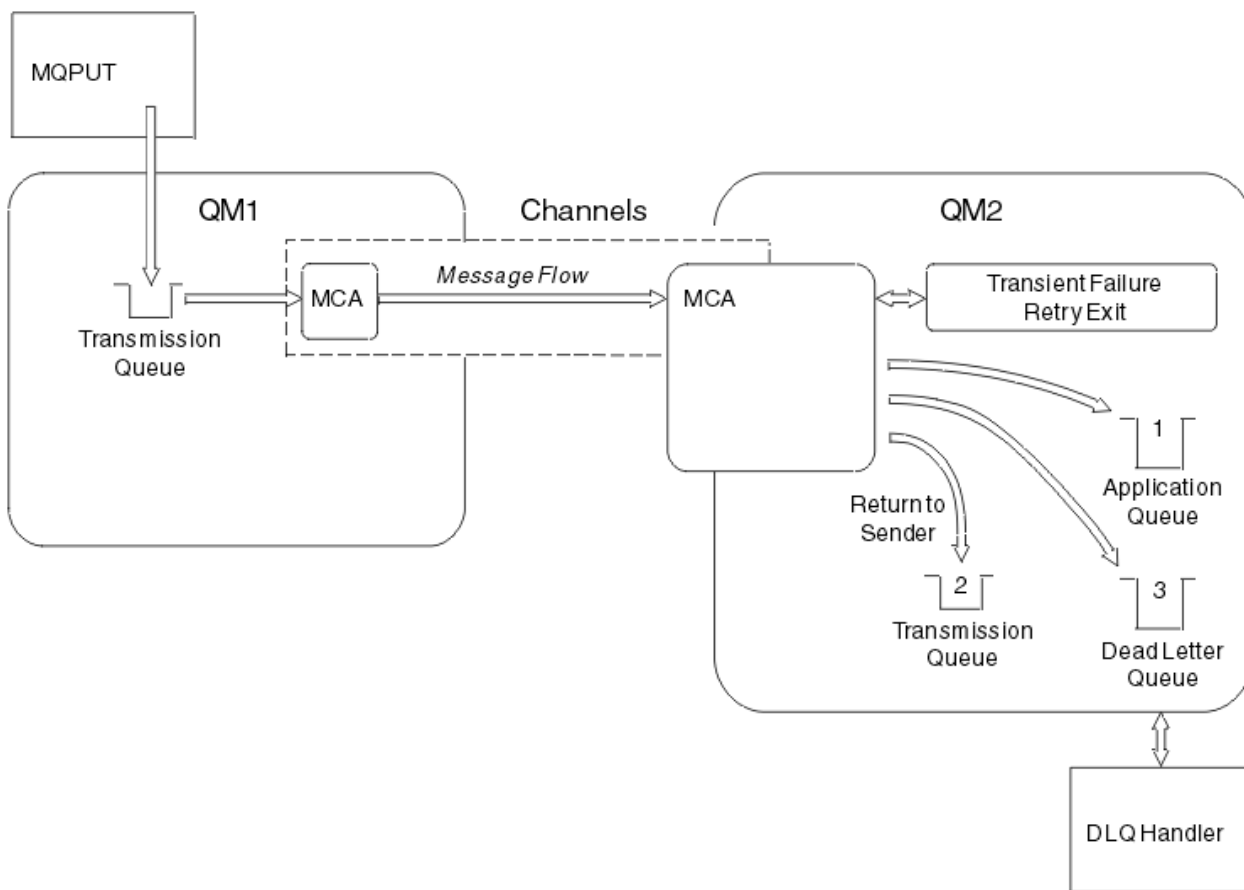 MQPUT
QM1
Channels
QM2
Message Flow
MCA
MCA
Transient Failure
Retry Exit
Transmission
Queue
1
Application
Queue
Return to
Sender
2
Transmission
Queue
3
Dead Letter
Queue
DLQ Handler